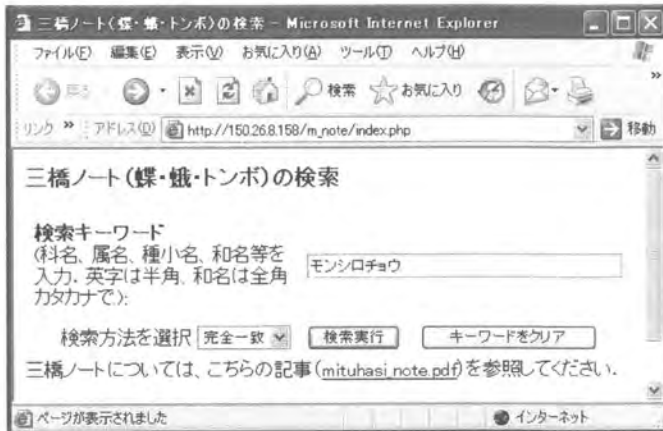 三橋ノート(蝶・蛾・トンボ)の検索 - Microsoft Internet Explorer
ファイル(F) 編集(E) 表示(V) お気に入り(A) ツール(T) ヘルプ(H)
戻る 検索 お気に入り »
リンク » アドレス(D) http://150.26.8.158/m_note/index.php 移動
三橋ノート(蝶・蛾・トンボ)の検索
検索キーワード
(科名、属名、種小名、和名等を
入力. 英字は半角、和名は全角
カタカナで.):
モンシロチョウ
検索方法を選択 完全一致 検索実行 キーワードをクリア
三橋ノートについては、こちらの記事(mituhasi_note.pdf)を参照してください.
ページが表示されました インターネット